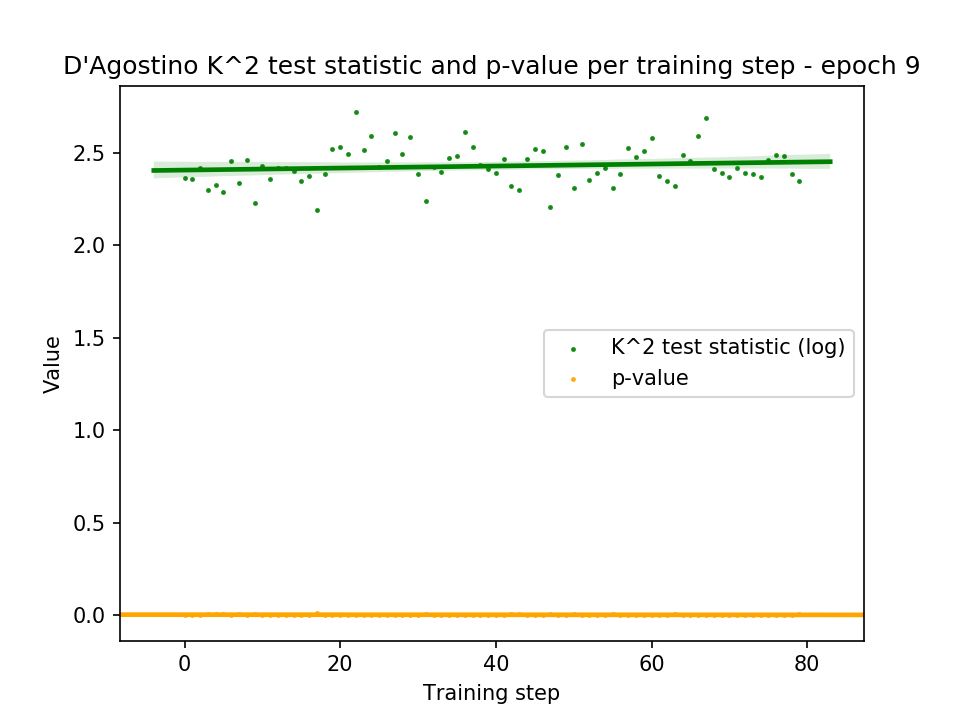 D'Agostino K^2 test statistic and p-value per training step - epoch 9
Value
2.5
2.0
1.5
1.0
0.5
0.0
K^2 test statistic (log)
p-value
0 20 40 60 80
Training step